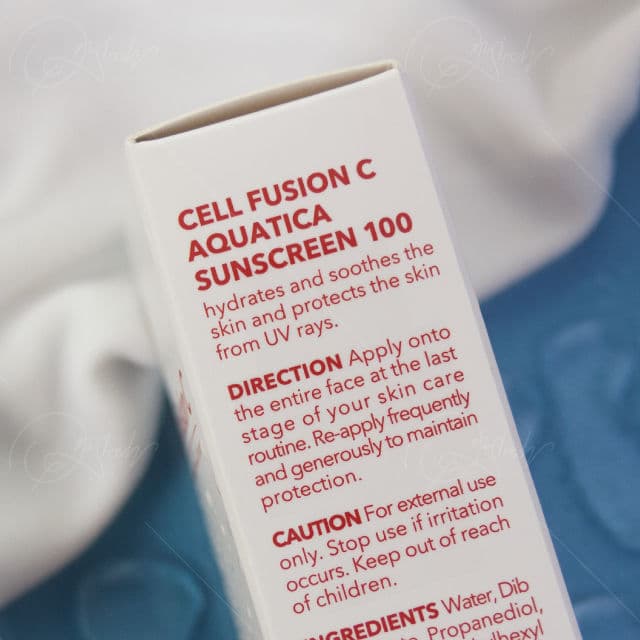 CELL FUSION C
AQUATICA
SUNSCREEN 100
hydrates and soothes the
skin and protects the skin
from UV rays.
DIRECTION Apply onto
the entire face at the last
stage of your skin care
routine. Re-apply frequently
and generously to maintain
protection.
CAUTION For external use
only. Stop use if irritation
occurs. Keep out of reach
of children.
INGREDIENTS Water, Dib
Propanediol,